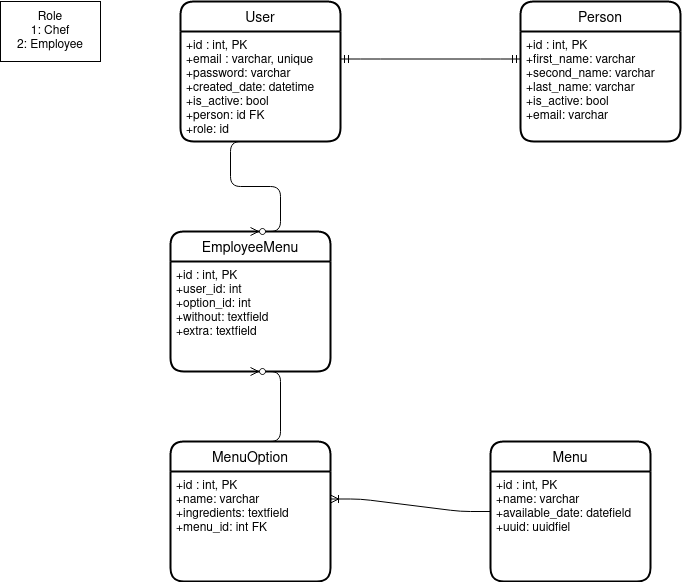 Role
1: Chef
2: Employee
User
+id : int, PK
+email : varchar, unique
+password: varchar
+created_date: datetime
+is_active: bool
+person: id FK
+role: id
Person
+id : int, PK
+first_name: varchar
+second_name: varchar
+last_name: varchar
+is_active: bool
+email: varchar
EmployeeMenu
+id : int, PK
+user_id: int
+option_id: int
+without: textfield
+extra: textfield
MenuOption
+id : int, PK
+name: varchar
+ingredients: textfield
+menu_id: int FK
Menu
+id : int, PK
+name: varchar
+available_date: datefield
+uuid: uuidfiel